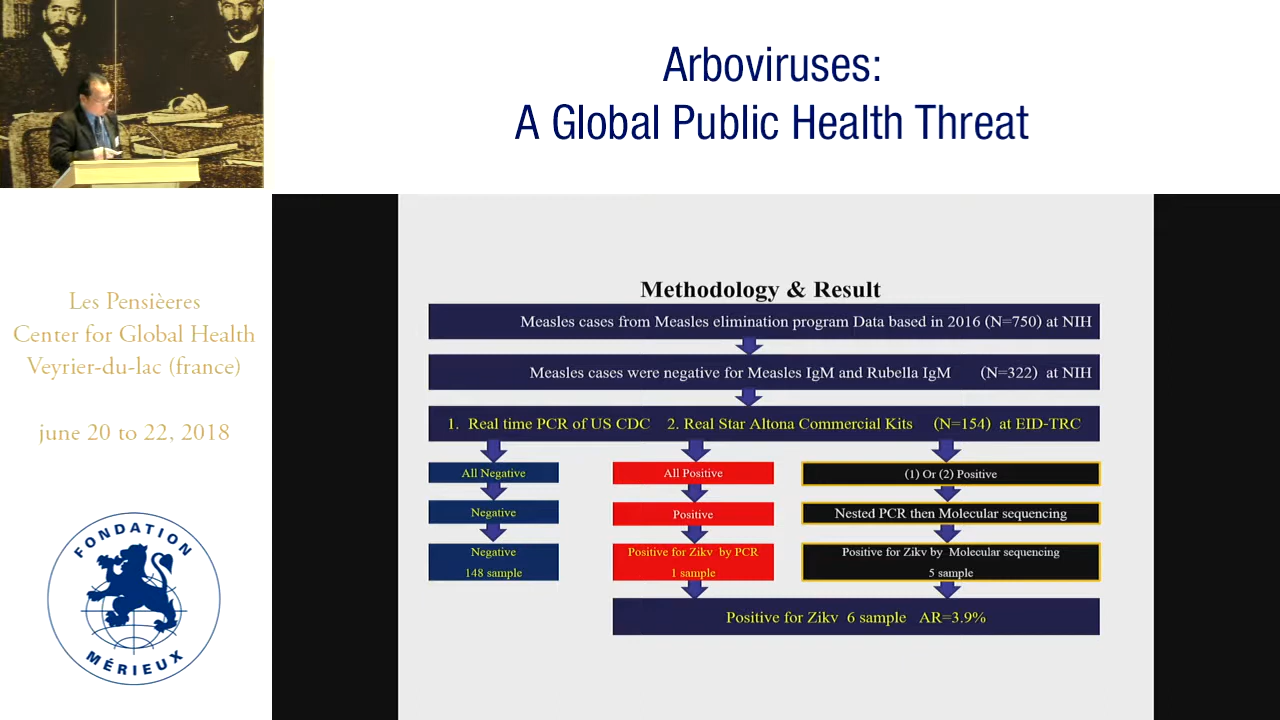 Arboviruses:
A Global Public Health Threat
Les Pensièeres
Center for Global Health
Veyrier-du-lac (france)
june 20 to 22, 2018
FONDATION
MÉRIEUX
Methodology & Result
Measles cases from Measles elimination program Data based in 2016 (N=750) at NIH
Measles cases were negative for Measles IgM and Rubella IgM (N=322) at NIH
1. Real time PCR of US CDC 2. Real Star Altona Commercial Kits (N=154) at EID-TRC
All Negative
All Positive
(1) Or (2) Positive
Negative
Positive
Nested PCR then Molecular sequencing
Negative
148 sample
Positive for Zikv by PCR
1 sample
Positive for Zikv by Molecular sequencing
5 sample
Positive for Zikv 6 sample AR=3.9%